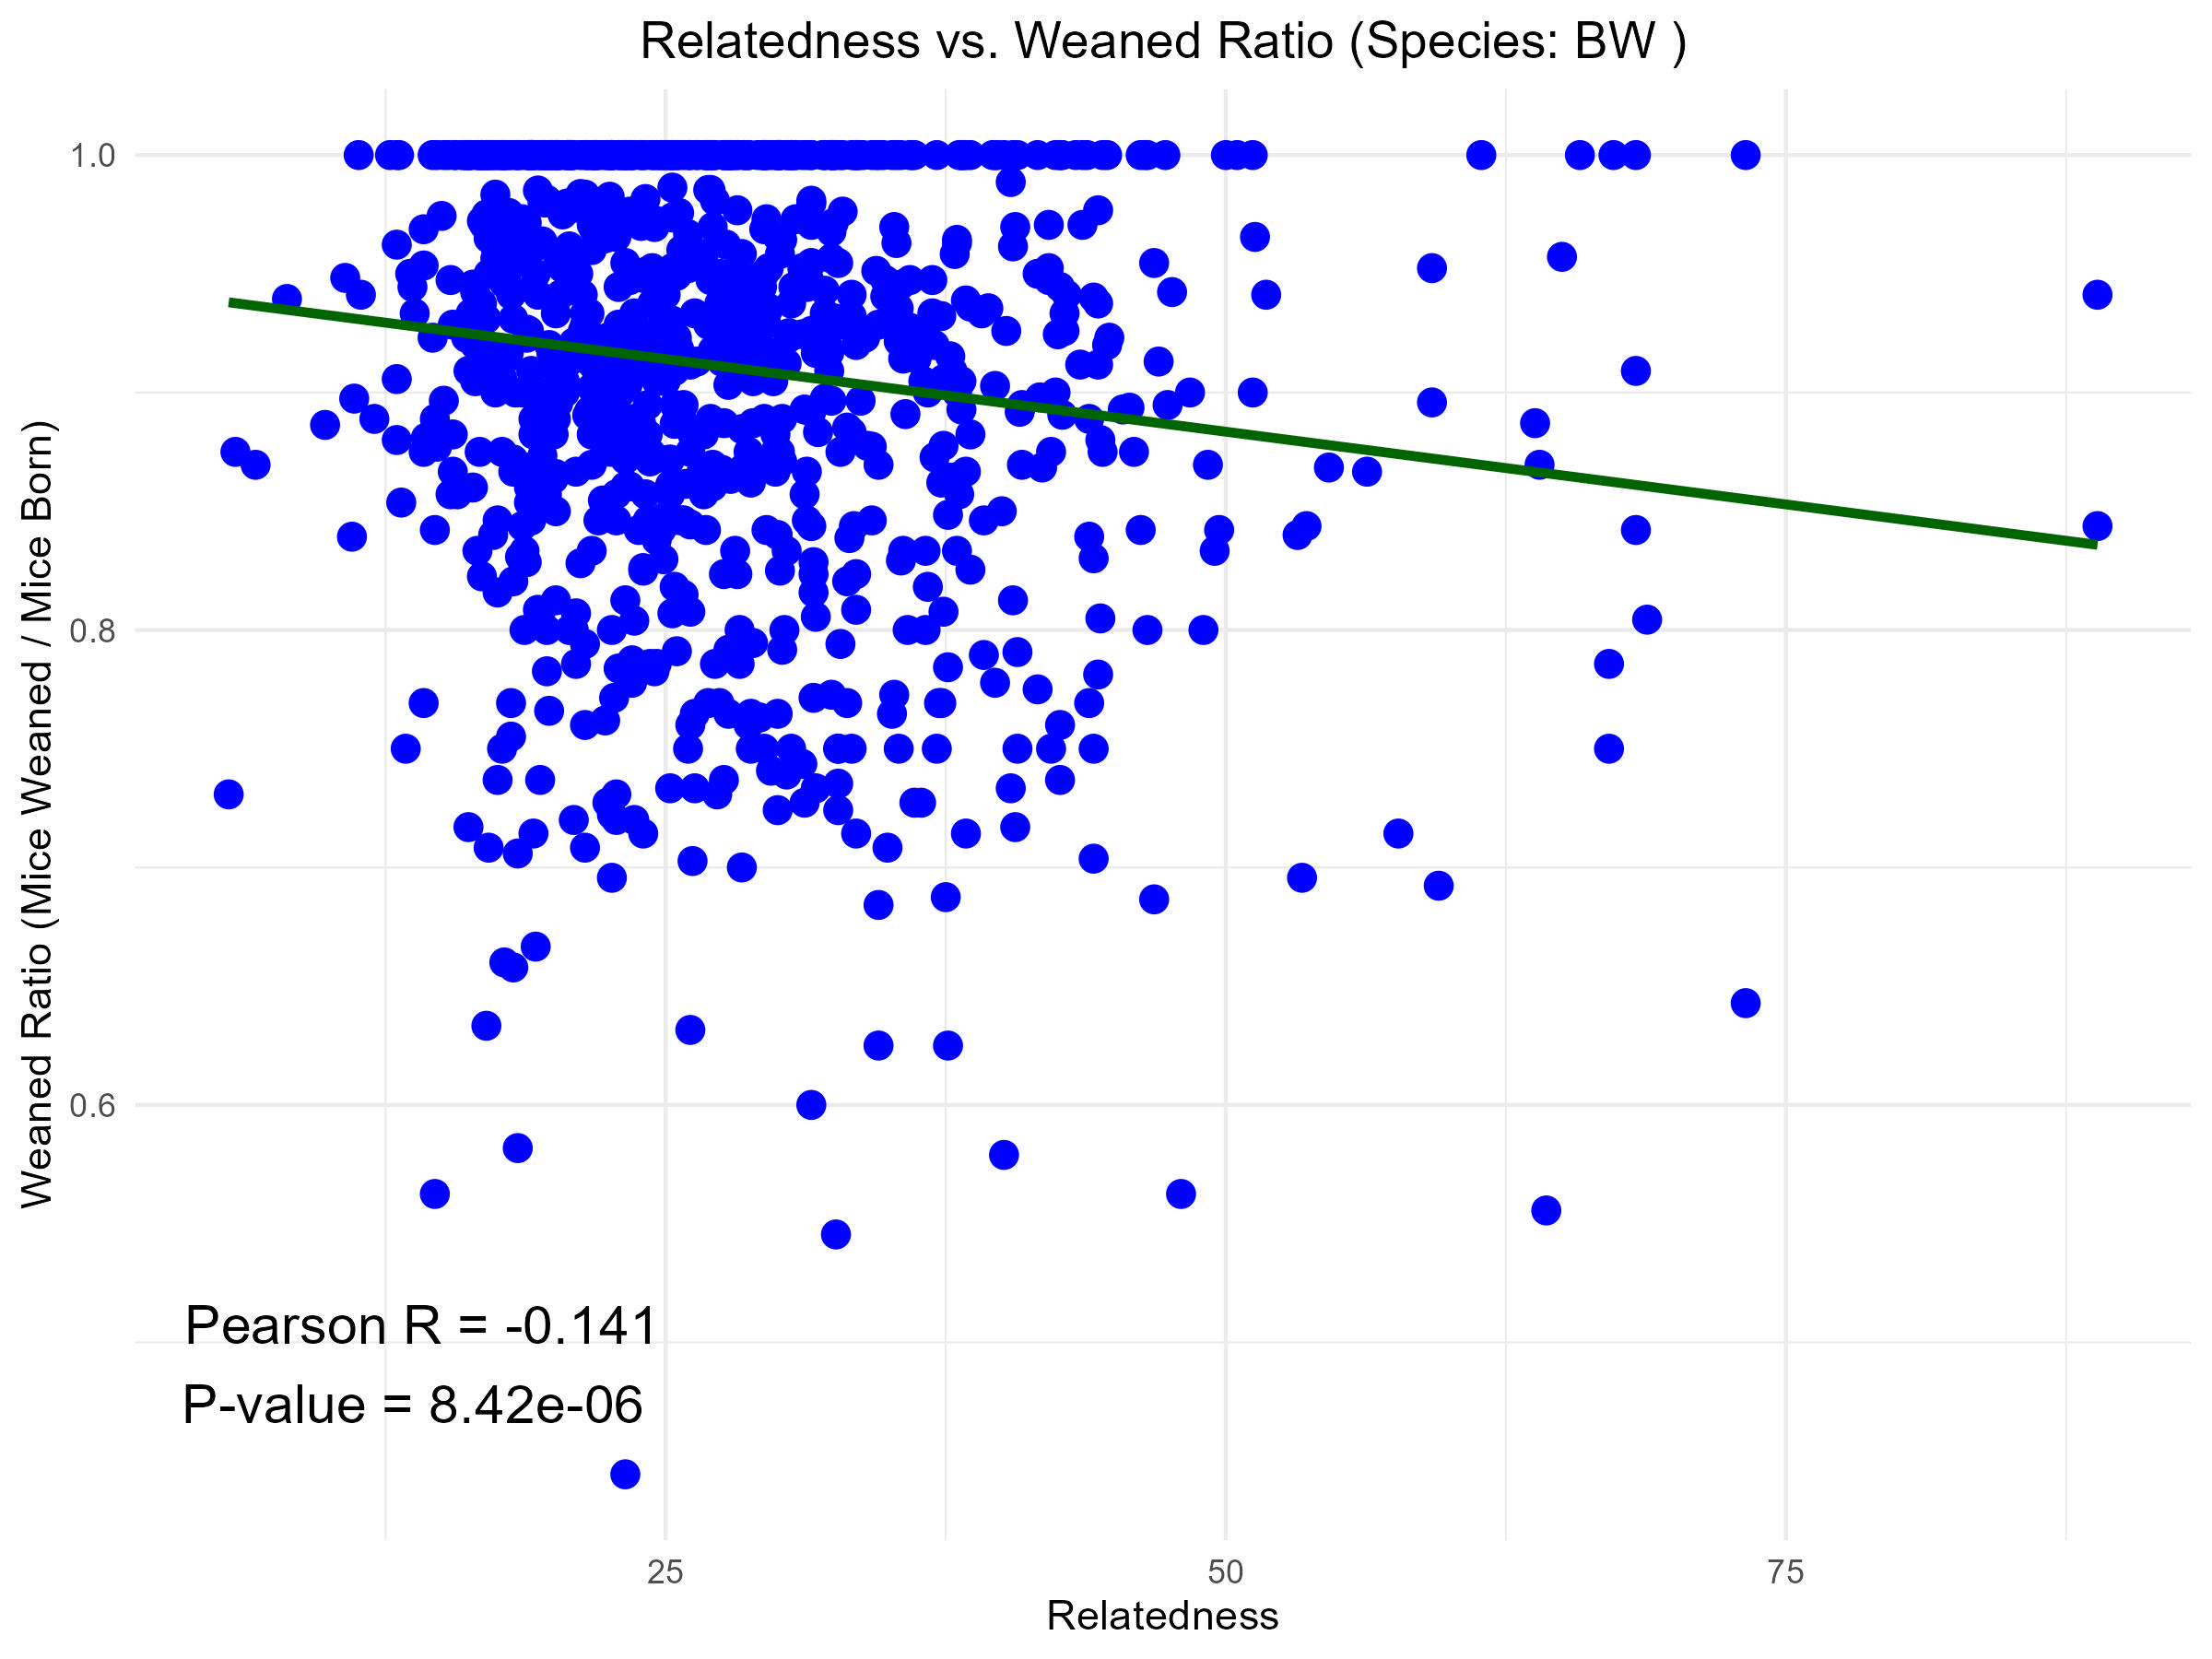 Relatedness vs. Weaned Ratio (Species: BW )
Weaned Ratio (Mice Weaned / Mice Born)
1.0
0.8
0.6
Pearson R = -0.141
P-value = 8.42e-06
25
50
75
Relatedness